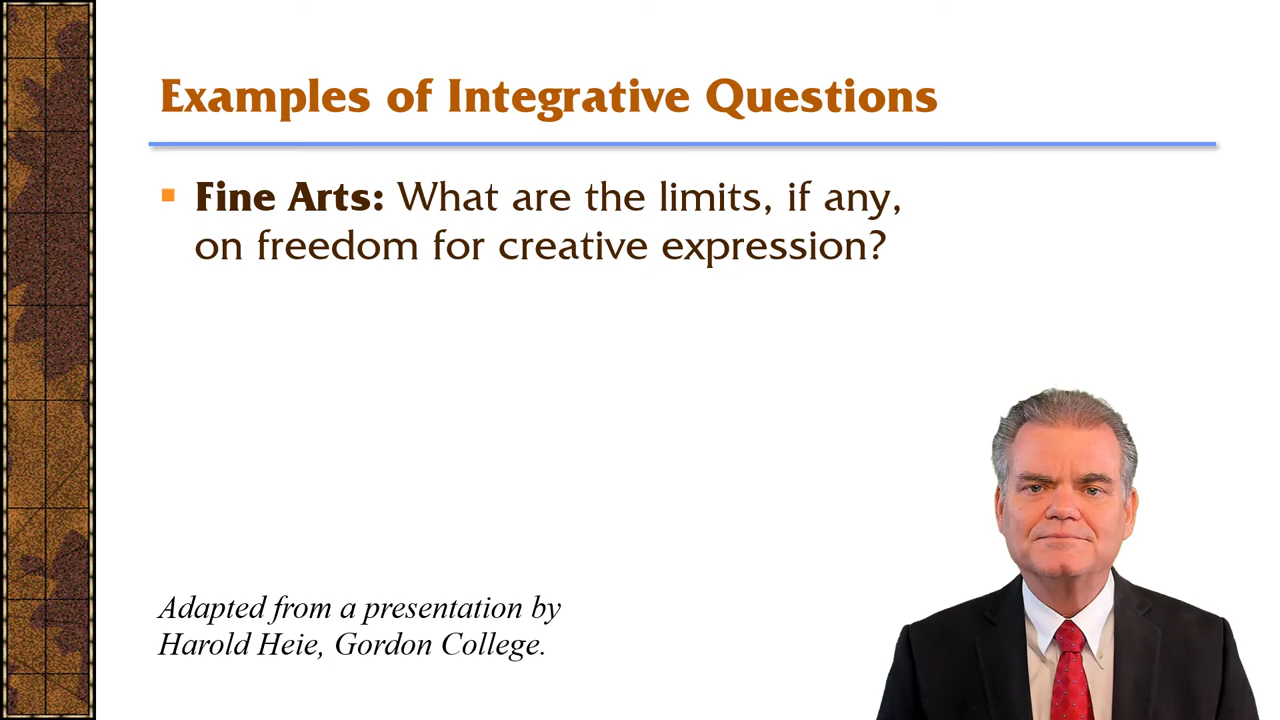 Examples of Integrative Questions
Fine Arts: What are the limits, if any,
on freedom for creative expression?
Adapted from a presentation by
Harold Heie, Gordon College.